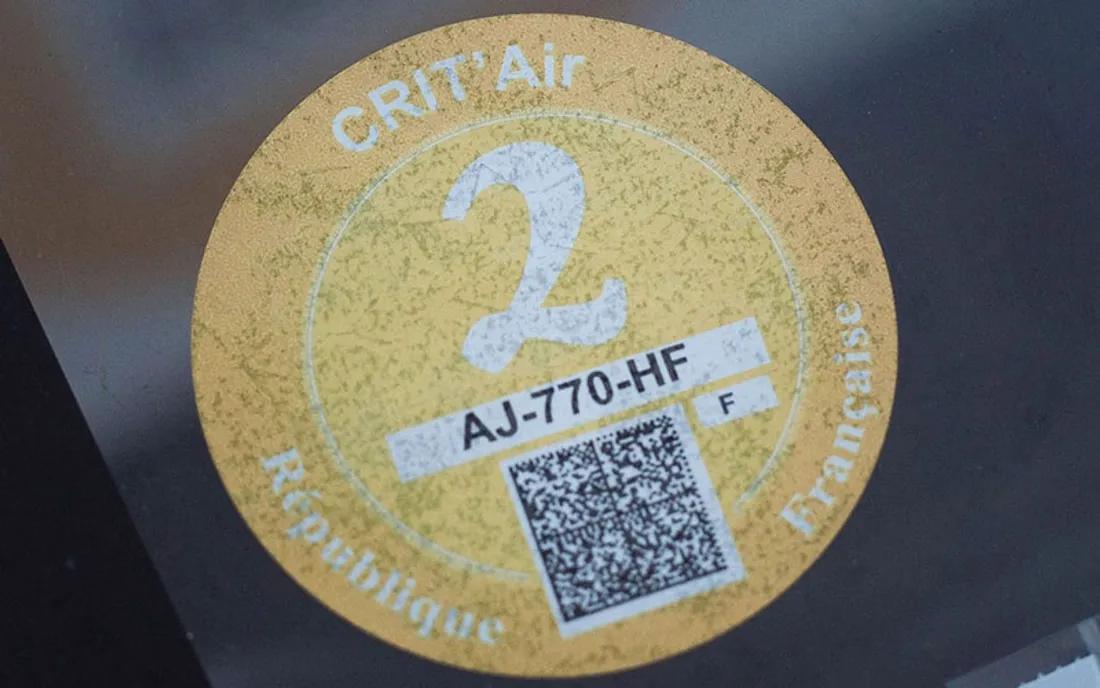 CRIT'Air
2
AJ-770-HF
F
République
Française